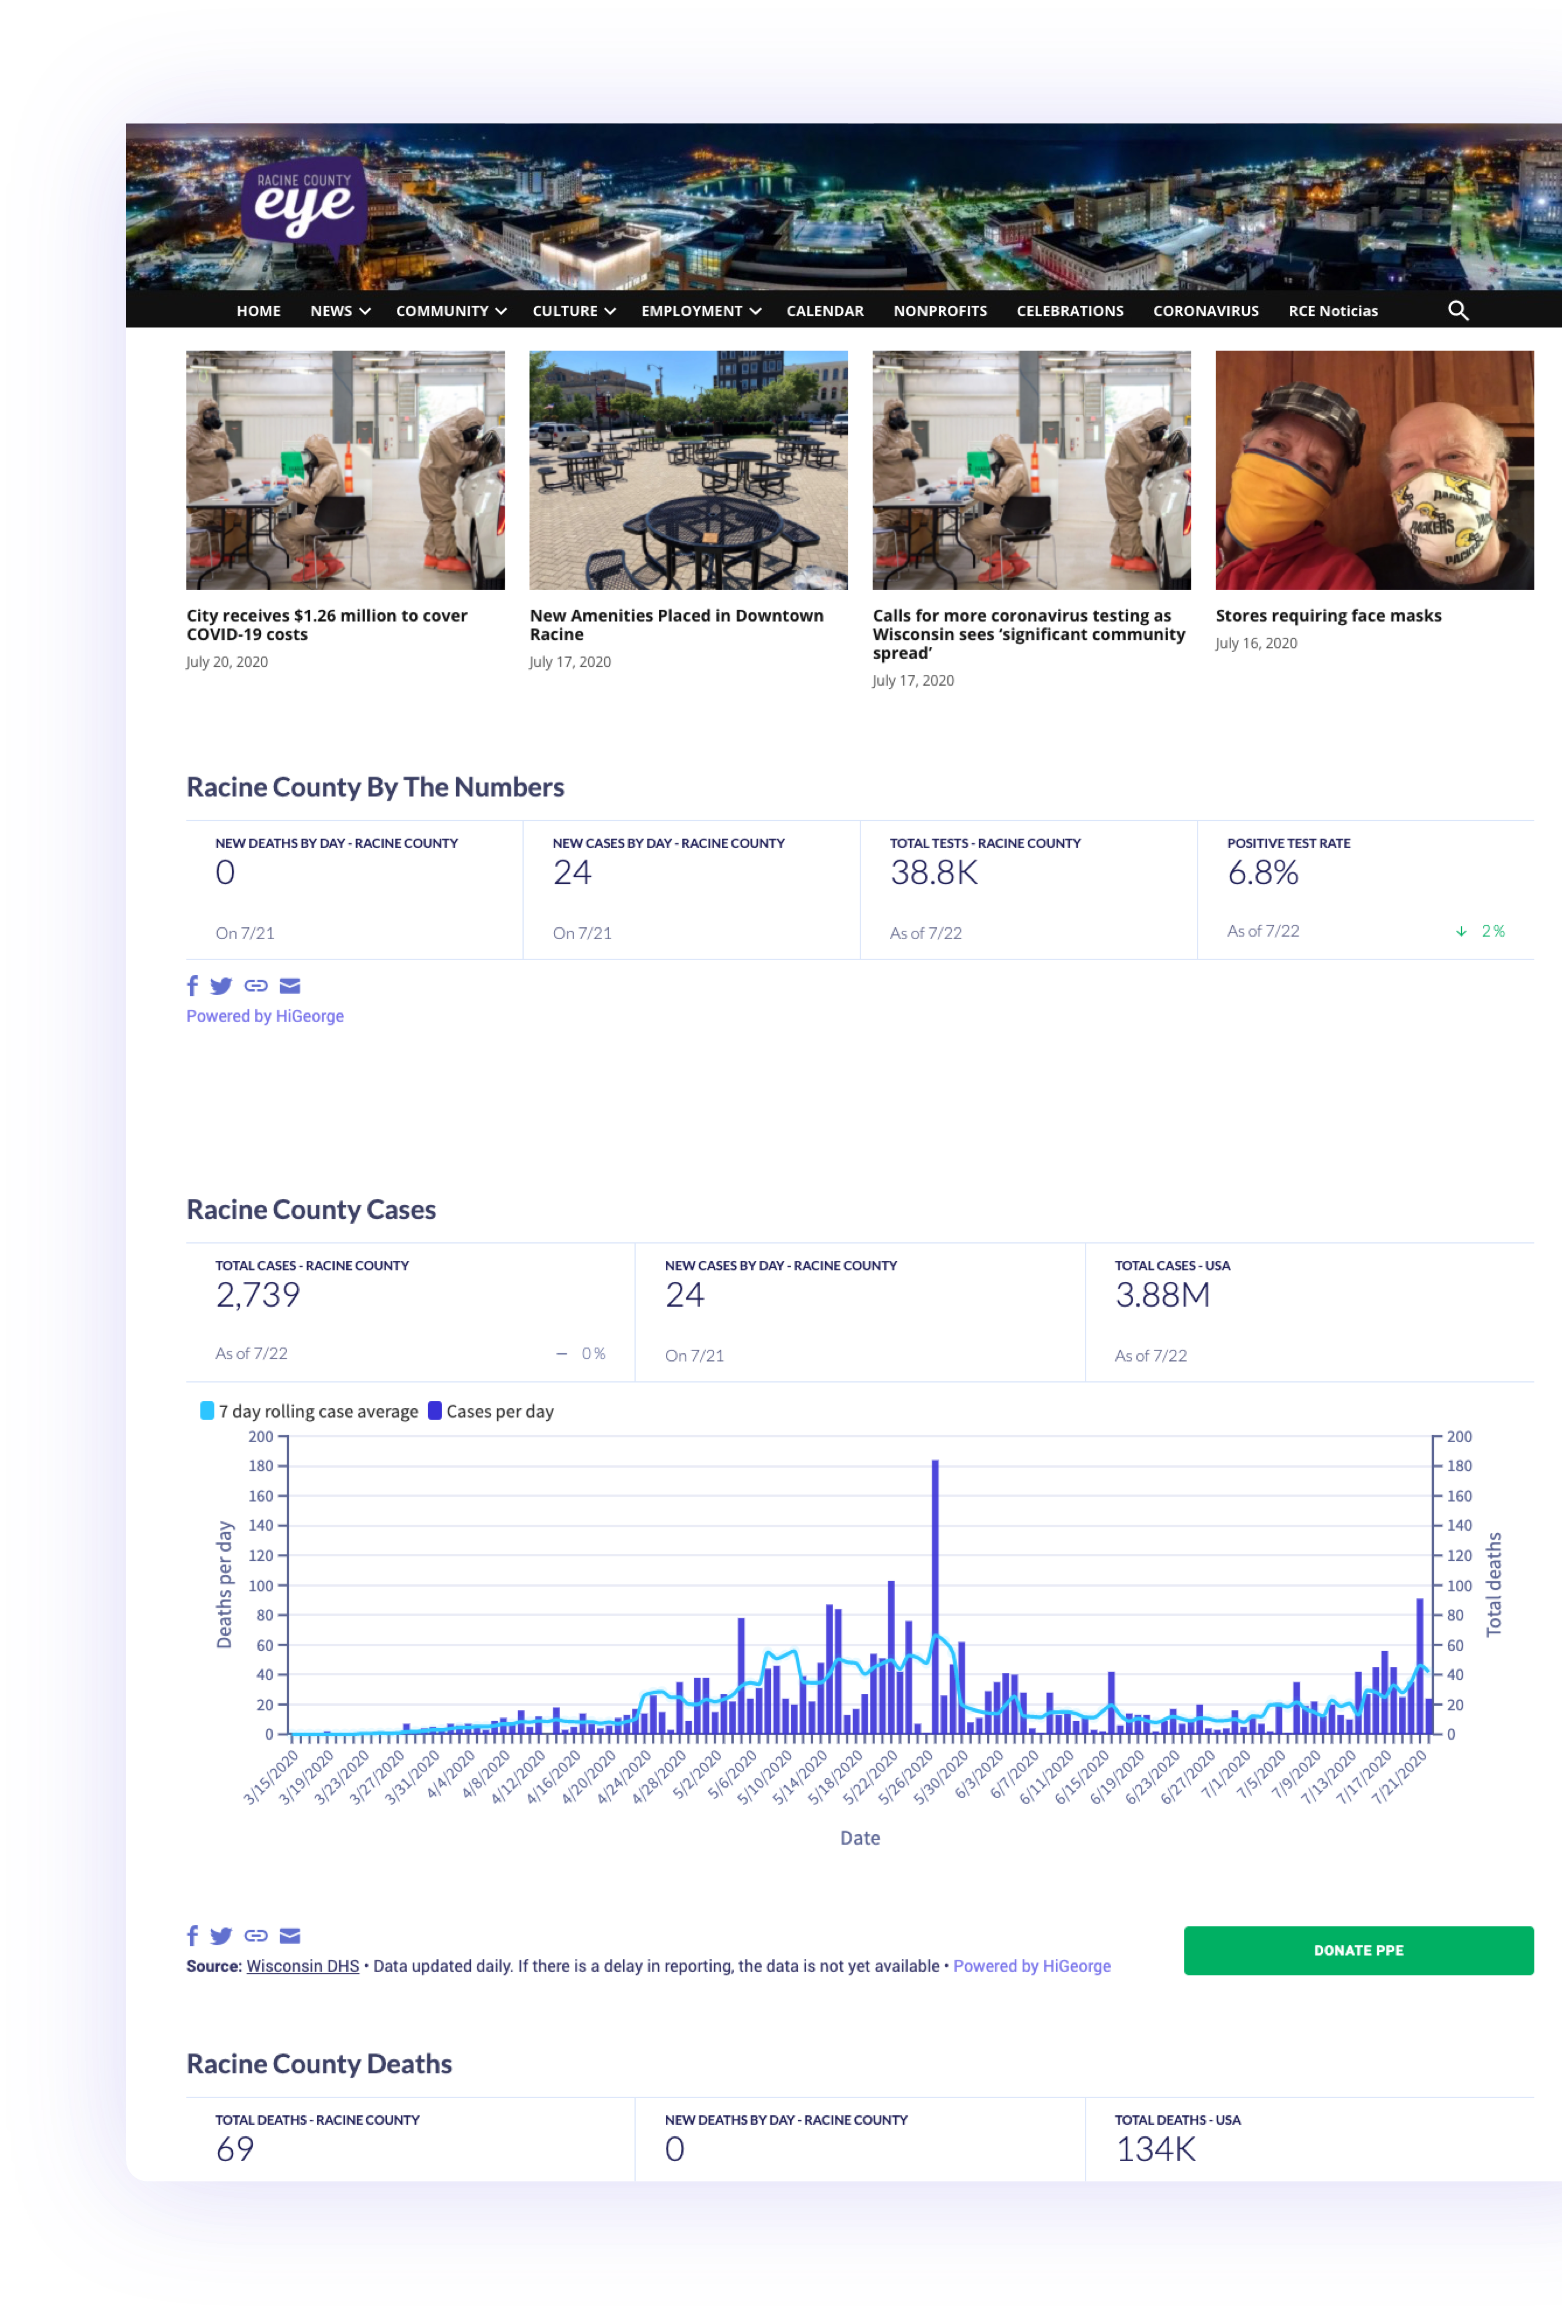 RACINE COUNTY
eye
HOME NEWS COMMUNITY CULTURE EMPLOYMENT CALENDAR NONPROFITS CELEBRATIONS CORONAVIRUS RCE Noticias
PACKERS
City receives $1.26 million to cover
COVID-19 costs
July 20, 2020
New Amenities Placed in Downtown
Racine
July 17, 2020
Calls for more coronavirus testing as
Wisconsin sees ‘significant community
spread’
July 17, 2020
Stores requiring face masks
July 16, 2020
Racine County By The Numbers
NEW DEATHS BY DAY - RACINE COUNTY
0
On 7/21
NEW CASES BY DAY - RACINE COUNTY
24
On 7/21
TOTAL TESTS - RACINE COUNTY
38.8K
As of 7/22
POSITIVE TEST RATE
6.8%
As of 7/22 2%
Powered by HiGeorge
Racine County Cases
TOTAL CASES - RACINE COUNTY
2,739
As of 7/22 – 0%
NEW CASES BY DAY - RACINE COUNTY
24
On 7/21
TOTAL CASES - USA
3.88M
As of 7/22
7 day rolling case average Cases per day
Deaths per day
200
180
160
140
120
100
80
60
40
20
0
200
180
160
140
120
100
80
60
40
20
0
Total deaths
3/15/2020
3/19/2020
3/23/2020
3/27/2020
3/31/2020
4/4/2020
4/8/2020
4/12/2020
4/16/2020
4/20/2020
4/24/2020
4/28/2020
5/2/2020
5/6/2020
5/10/2020
5/14/2020
5/18/2020
5/22/2020
5/26/2020
5/30/2020
6/3/2020
6/7/2020
6/11/2020
6/15/2020
6/19/2020
6/23/2020
6/27/2020
7/1/2020
7/5/2020
7/9/2020
7/13/2020
7/17/2020
7/21/2020
Date
Source: Wisconsin DHS • Data updated daily. If there is a delay in reporting, the data is not yet available • Powered by HiGeorge
DONATE PPE
Racine County Deaths
TOTAL DEATHS - RACINE COUNTY
69
NEW DEATHS BY DAY - RACINE COUNTY
0
TOTAL DEATHS - USA
134K